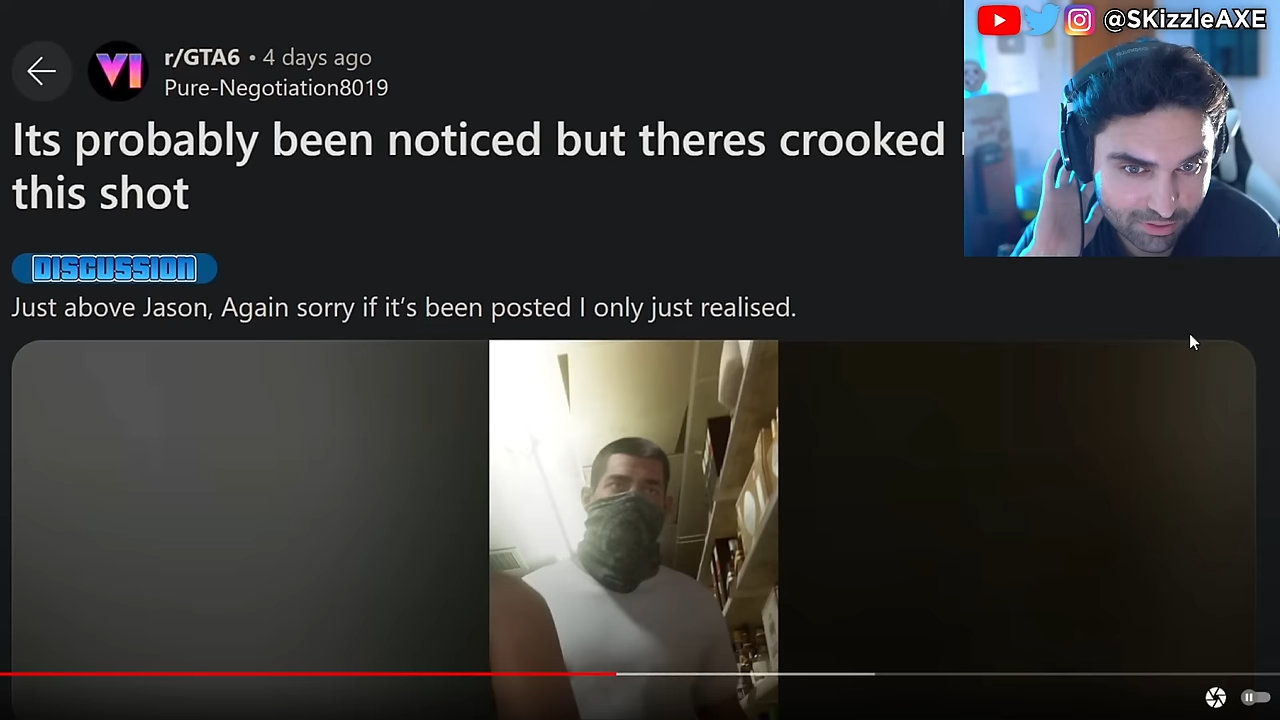 @SKizzleAXE
VI
r/GTA6 • 4 days ago
Pure-Negotiation8019
Its probably been noticed but theres crooked
this shot
DISCUSSION
Just above Jason, Again sorry if it’s been posted I only just realised.